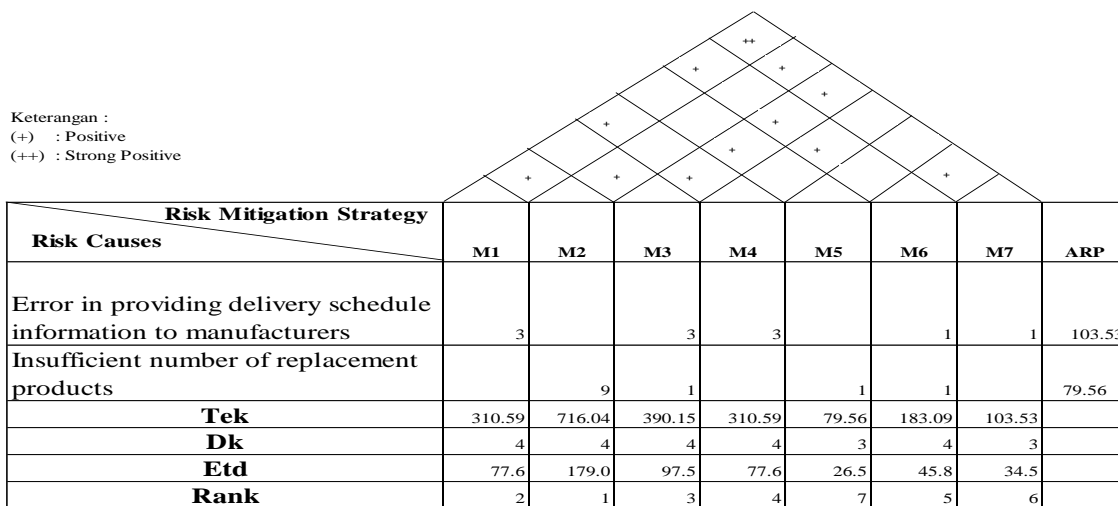 ++
+ +
+
Keterangan :
(+) : Positive
(++) : Strong Positive
+ +
+ +
+ + + +
Risk Mitigation Strategy
Risk Causes
M1 M2 M3 M4 M5 M6 M7 ARP
Error in providing delivery schedule
information to manufacturers 3 3 3 1 1 103.53
Insufficient number of replacement
products 9 1 1 1 79.56
Tek 310.59 716.04 390.15 310.59 79.56 183.09 103.53
Dk 4 4 4 4 3 4 3
Etd 77.6 179.0 97.5 77.6 26.5 45.8 34.5
Rank 2 1 3 4 7 5 6